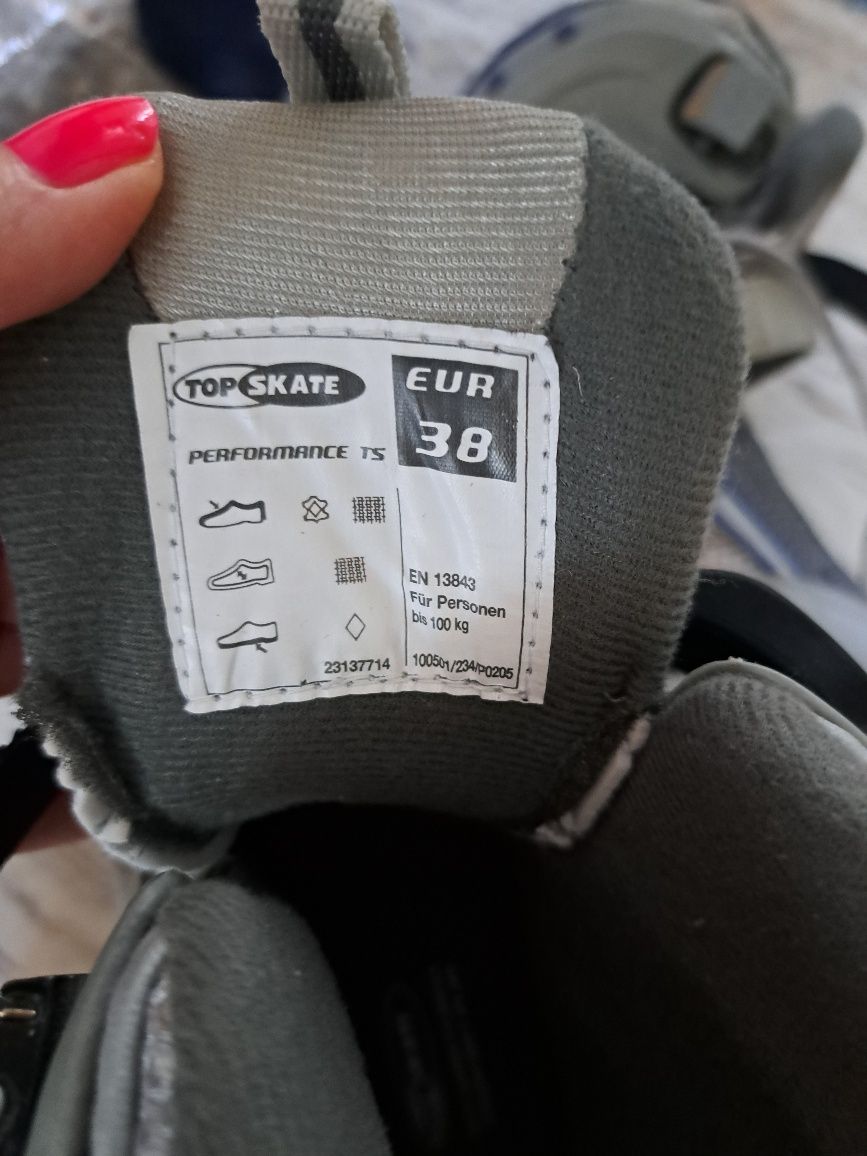 TOP SKATE
EUR
38
PERFORMANCE TS
EN 13843
Für Personen
bis 100 kg
23137714
100501/234/P0205